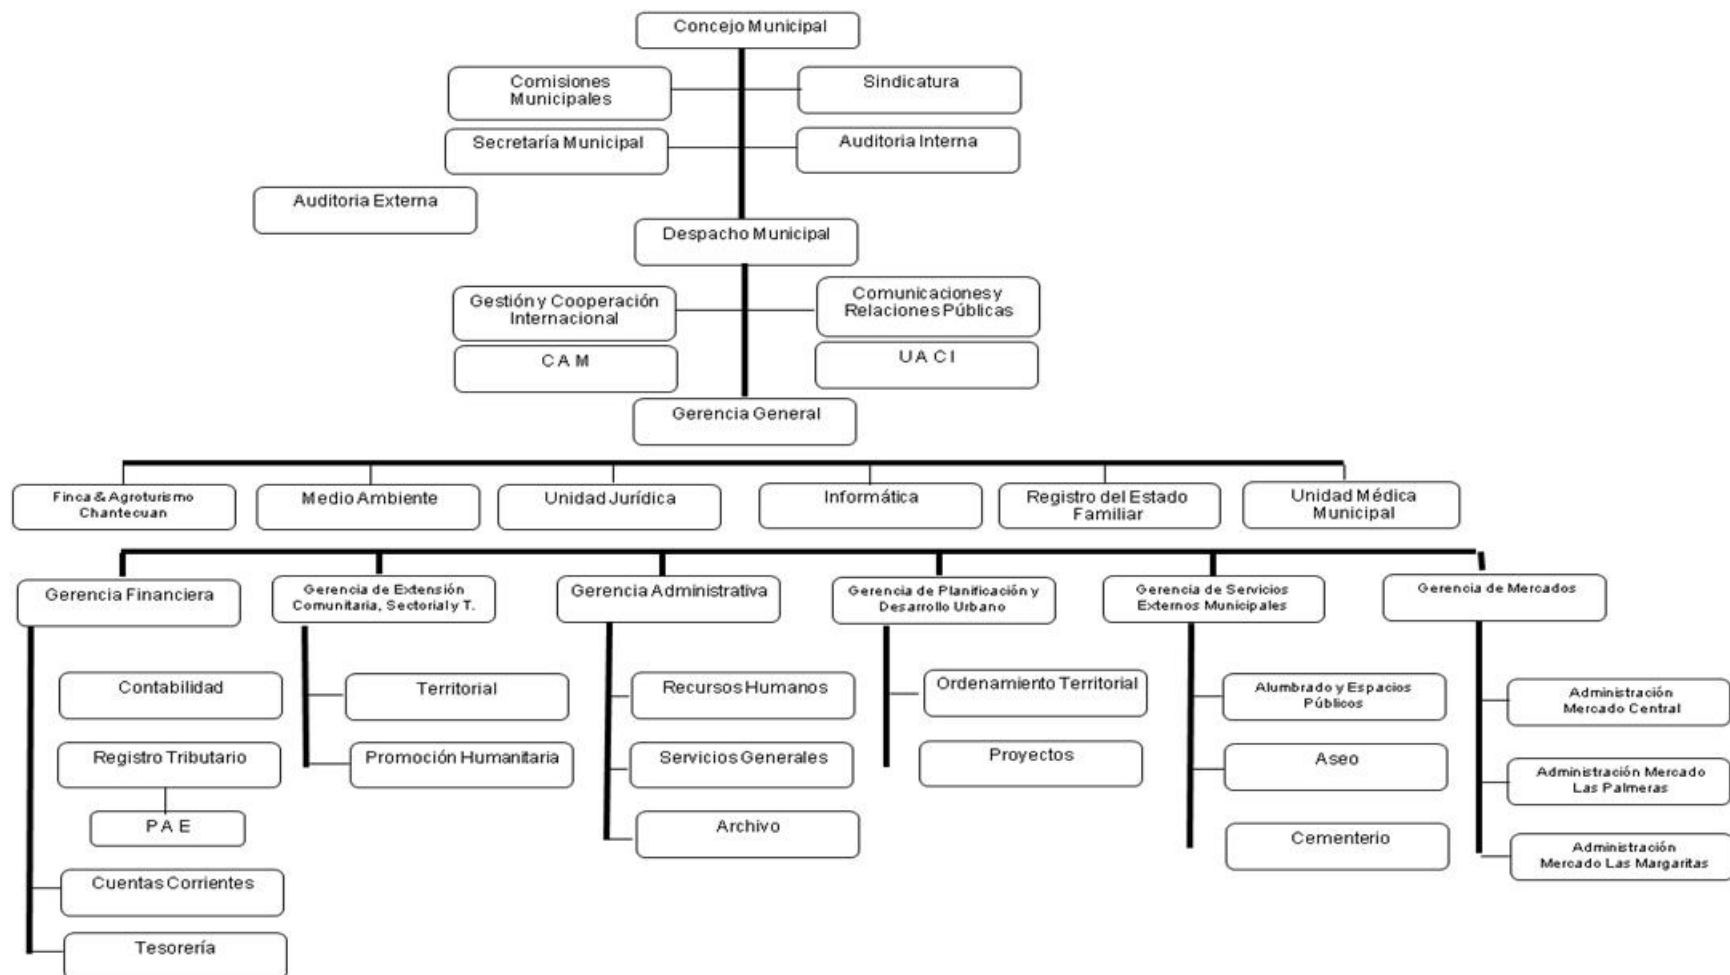 Concejo Municipal
Comisiones
Municipales
Sindicatura
Secretaría Municipal
Auditoria Interna
Auditoria Externa
Despacho Municipal
Gestión y Cooperación
Internacional
Comunicaciones y
Relaciones Públicas
C A M
U A C I
Gerencia General
Finca & Agroturismo
Chantecuan
Medio Ambiente
Unidad Jurídica
Informática
Registro del Estado
Familiar
Unidad Médica
Municipal
Gerencia Financiera
Gerencia de Extensión
Comunitaria, Sectorial y T.
Gerencia Administrativa
Gerencia de Planificación y
Desarrollo Urbano
Gerencia de Servicios
Externos Municipales
Gerencia de Mercados
Contabilidad
Registro Tributario
P A E
Cuentas Corrientes
Tesorería
Territorial
Promoción Humanitaria
Recursos Humanos
Servicios Generales
Archivo
Ordenamiento Territorial
Proyectos
Alumbrado y Espacios
Públicos
Aseo
Cementerio
Administración
Mercado Central
Administración Mercado
Las Palmeras
Administración
Mercado Las Margaritas